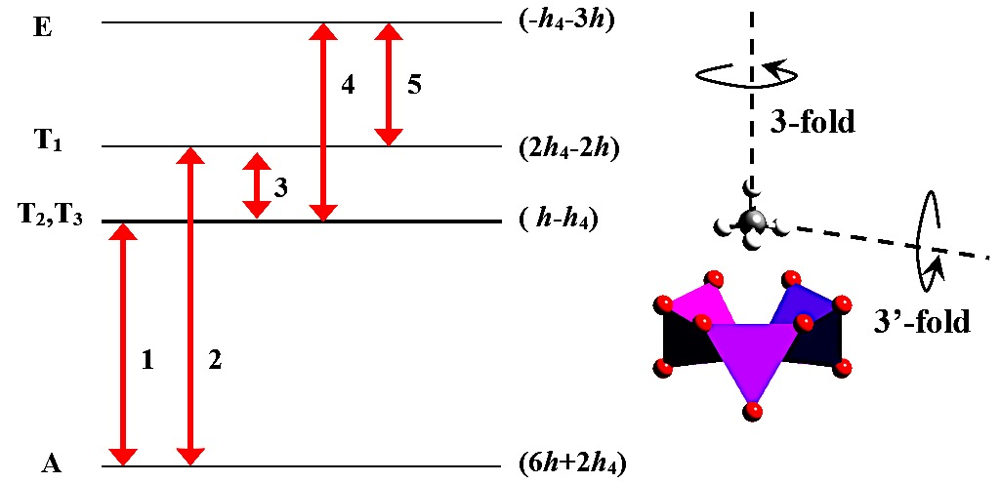 E
(-h4-3h)
4
5
3-fold
T1
(2h4-2h)
3
T2,T3
( h-h4)
3’-fold
1
2
A
(6h+2h4)